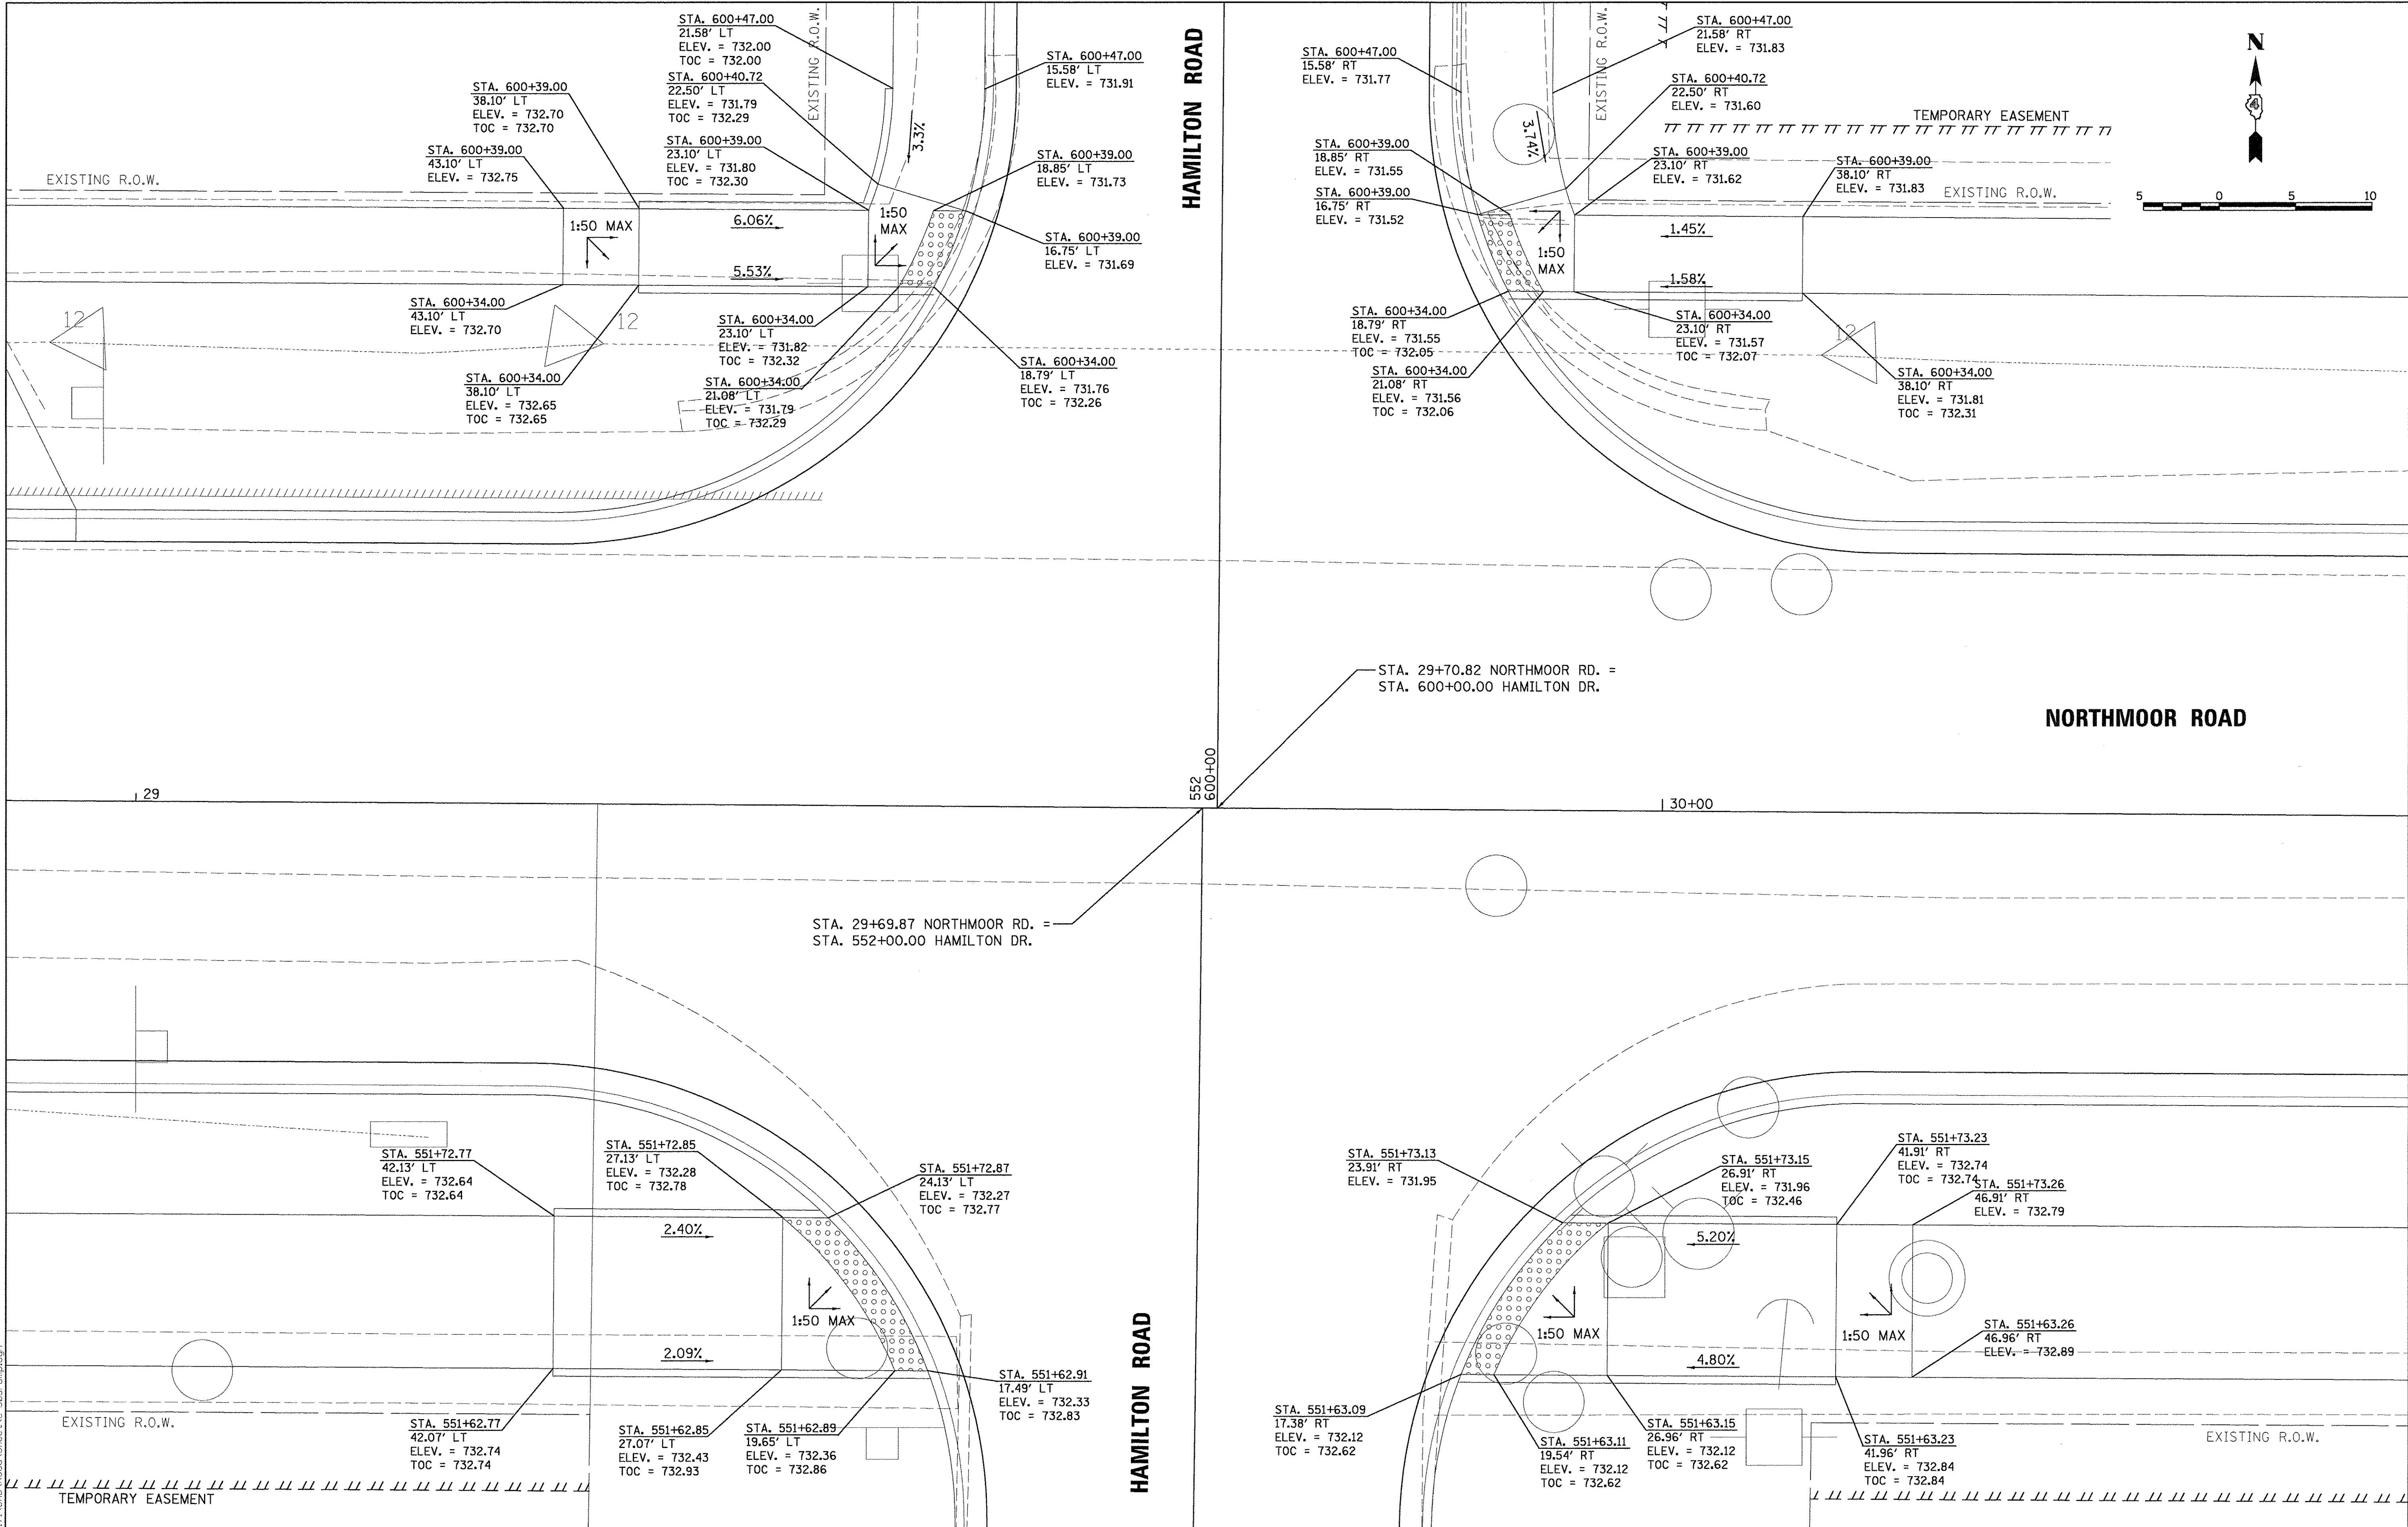 STA. 600+47.00
21.58' LT
ELEV. = 732.00
TOC = 732.00
STA. 600+40.72
22.50' LT
ELEV. = 731.79
TOC = 732.29
STA. 600+39.00
23.10' LT
ELEV. = 731.80
TOC = 732.30
STA. 600+39.00
38.10' LT
ELEV. = 732.70
TOC = 732.70
STA. 600+39.00
43.10' LT
ELEV. = 732.75
EXISTING R.O.W.
EXISTING R.O.W.
3.3%
STA. 600+47.00
15.58' LT
ELEV. = 731.91
STA. 600+39.00
18.85' LT
ELEV. = 731.73
STA. 600+39.00
16.75' LT
ELEV. = 731.69
1:50 MAX
6.06%
5.53%
1:50
MAX
STA. 600+34.00
43.10' LT
ELEV. = 732.70
12
12
STA. 600+34.00
38.10' LT
ELEV. = 732.65
TOC = 732.65
STA. 600+34.00
23.10' LT
ELEV. = 731.82
TOC = 732.32
STA. 600+34.00
21.08' LT
ELEV. = 731.79
TOC = 732.29
STA. 600+34.00
18.79' LT
ELEV. = 731.76
TOC = 732.26
HAMILTON ROAD
STA. 600+47.00
15.58' RT
ELEV. = 731.77
STA. 600+47.00
21.58' RT
ELEV. = 731.83
EXISTING R.O.W.
STA. 600+40.72
22.50' RT
ELEV. = 731.60
3.74%
TEMPORARY EASEMENT
N
4
5 0 5 10
STA. 600+39.00
18.85' RT
ELEV. = 731.55
STA. 600+39.00
16.75' RT
ELEV. = 731.52
STA. 600+39.00
23.10' RT
ELEV. = 731.62
STA. 600+39.00
38.10' RT
ELEV. = 731.83
EXISTING R.O.W.
1:50
MAX
1.45%
1.58%
STA. 600+34.00
18.79' RT
ELEV. = 731.55
TOC = 732.05
STA. 600+34.00
21.08' RT
ELEV. = 731.56
TOC = 732.06
STA. 600+34.00
23.10' RT
ELEV. = 731.57
TOC = 732.07
12
STA. 600+34.00
38.10' RT
ELEV. = 731.81
TOC = 732.31
STA. 29+70.82 NORTHMOOR RD. =
STA. 600+00.00 HAMILTON DR.
NORTHMOOR ROAD
29
552
600+00
30+00
STA. 29+69.87 NORTHMOOR RD. =
STA. 552+00.00 HAMILTON DR.
STA. 551+72.77
42.13' LT
ELEV. = 732.64
TOC = 732.64
STA. 551+72.85
27.13' LT
ELEV. = 732.28
TOC = 732.78
STA. 551+72.87
24.13' LT
ELEV. = 732.27
TOC = 732.77
2.40%
2.09%
1:50 MAX
STA. 551+62.91
17.49' LT
ELEV. = 732.33
TOC = 732.83
EXISTING R.O.W.
STA. 551+62.77
42.07' LT
ELEV. = 732.74
TOC = 732.74
STA. 551+62.85
27.07' LT
ELEV. = 732.43
TOC = 732.93
STA. 551+62.89
19.65' LT
ELEV. = 732.36
TOC = 732.86
TEMPORARY EASEMENT
HAMILTON ROAD
STA. 551+73.13
23.91' RT
ELEV. = 731.95
STA. 551+73.15
26.91' RT
ELEV. = 731.96
TOC = 732.46
STA. 551+73.23
41.91' RT
ELEV. = 732.74
TOC = 732.74
STA. 551+73.26
46.91' RT
ELEV. = 732.79
5.20%
4.80%
1:50 MAX
1:50 MAX
STA. 551+63.26
46.96' RT
ELEV. = 732.89
STA. 551+63.09
17.38' RT
ELEV. = 732.12
TOC = 732.62
STA. 551+63.11
19.54' RT
ELEV. = 732.12
TOC = 732.62
STA. 551+63.15
26.96' RT
ELEV. = 732.12
TOC = 732.62
STA. 551+63.23
41.96' RT
ELEV. = 732.84
TOC = 732.84
EXISTING R.O.W.